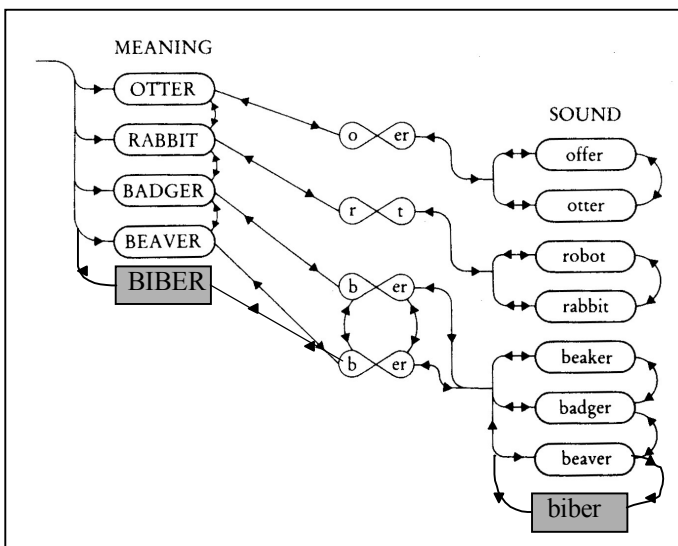 MEANING
OTTER
RABBIT
BADGER
BEAVER
BIBER
o er
r t
b er
b er
SOUND
offer
otter
robot
rabbit
beaker
badger
beaver
biber